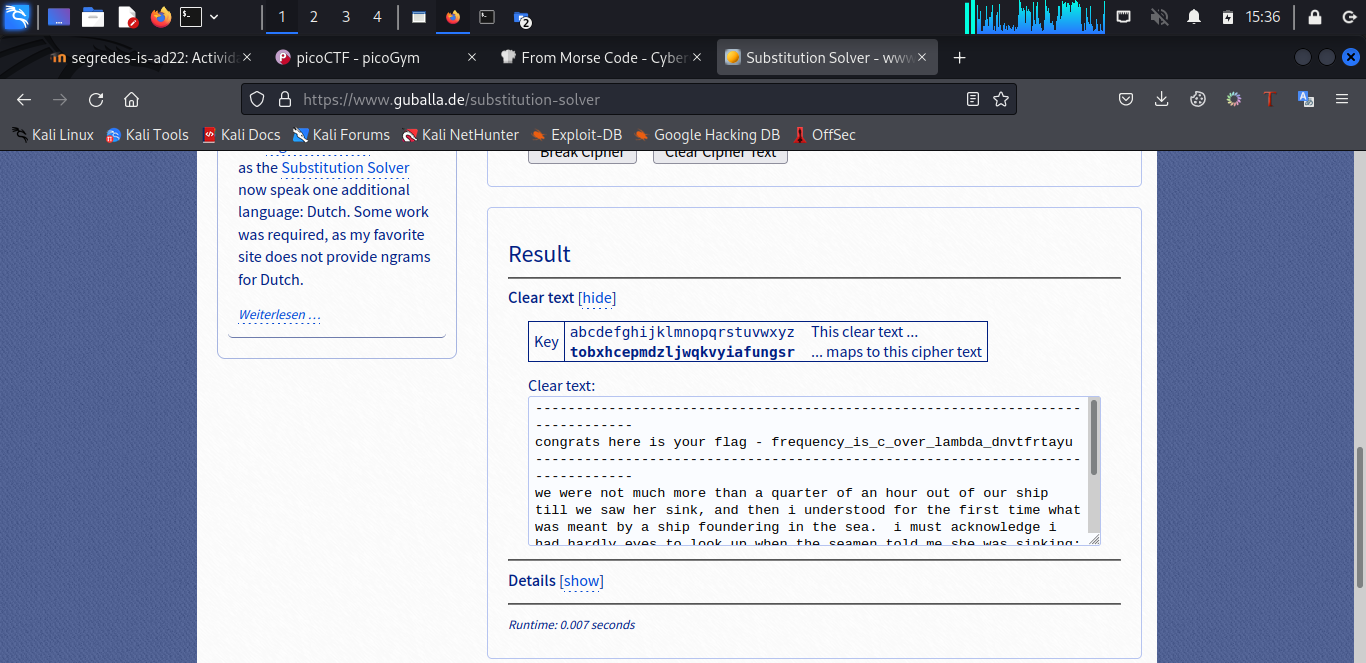 1 2 3 4
2
15:36
segredes-is-ad22: Activid
picoCTF - picoGym
From Morse Code - Cyber
Substitution Solver - www
https://www.guballa.de/substitution-solver
Kali Linux Kali Tools Kali Docs Kali Forums Kali NetHunter Exploit-DB Google Hacking DB OffSec
Break Cipher Clear Cipher Text
as the Substitution Solver
now speak one additional
language: Dutch. Some work
was required, as my favorite
site does not provide ngrams
for Dutch.
Weiterlesen …
Result
Clear text [hide]
Key abcdefghijklmnopqrstuvwxyz This clear text ...
tobxhcepmdzljwqkvyiafungsr ... maps to this cipher text
Clear text:
-------------------------------------------------------------------
------------
congrats here is your flag - frequency_is_c_over_lambda_dnvtfrtayu
-------------------------------------------------------------------
------------
we were not much more than a quarter of an hour out of our ship
till we saw her sink, and then i understood for the first time what
was meant by a ship foundering in the sea.  i must acknowledge i
had hardly eyes to look up when the seamen told me she was sinking;
Details [show]
Runtime: 0.007 seconds